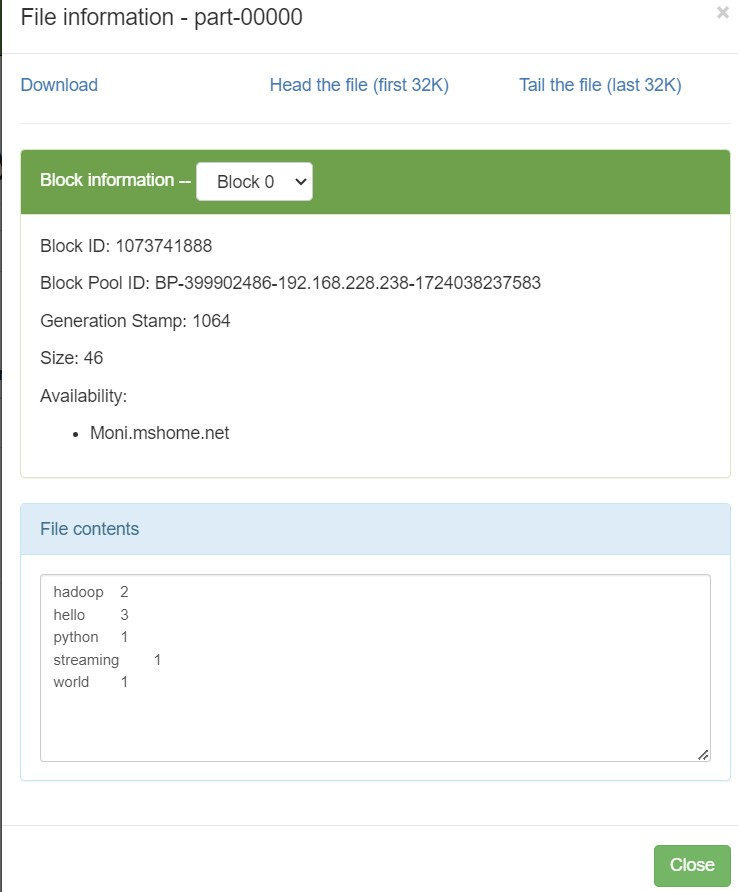 File information - part-00000
×
Download Head the file (first 32K) Tail the file (last 32K)
Block information -- Block 0
Block ID: 1073741888
Block Pool ID: BP-399902486-192.168.228.238-1724038237583
Generation Stamp: 1064
Size: 46
Availability:
• Moni.mshome.net
File contents
hadoop 2
hello 3
python 1
streaming 1
world 1
Close